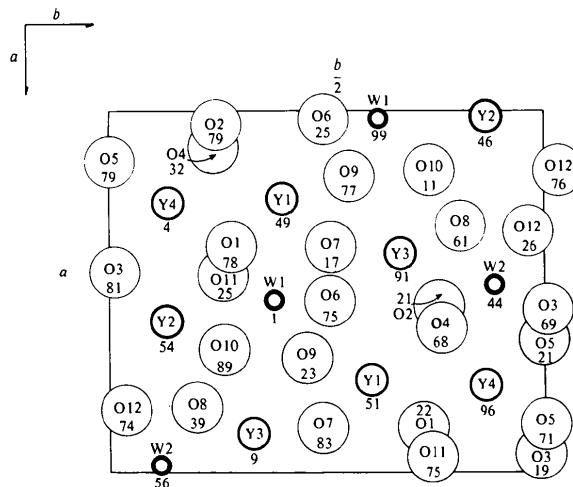 b
a
b
2
W1
O6
25
99
Y2
46
O2
79
O4
32
O5
79
O9
77
O10
11
O12
76
Y4
4
Y1
49
O8
61
O12
26
O1
78
O7
17
Y3
91
O11
25
a
O3
81
W1
1
O6
75
21
O2
W2
44
O4
68
O3
69
Y2
54
O5
21
O10
89
O9
23
Y1
51
Y4
96
O12
74
O8
39
22
O1
O5
71
Y3
9
O7
83
O11
75
O3
19
W2
56